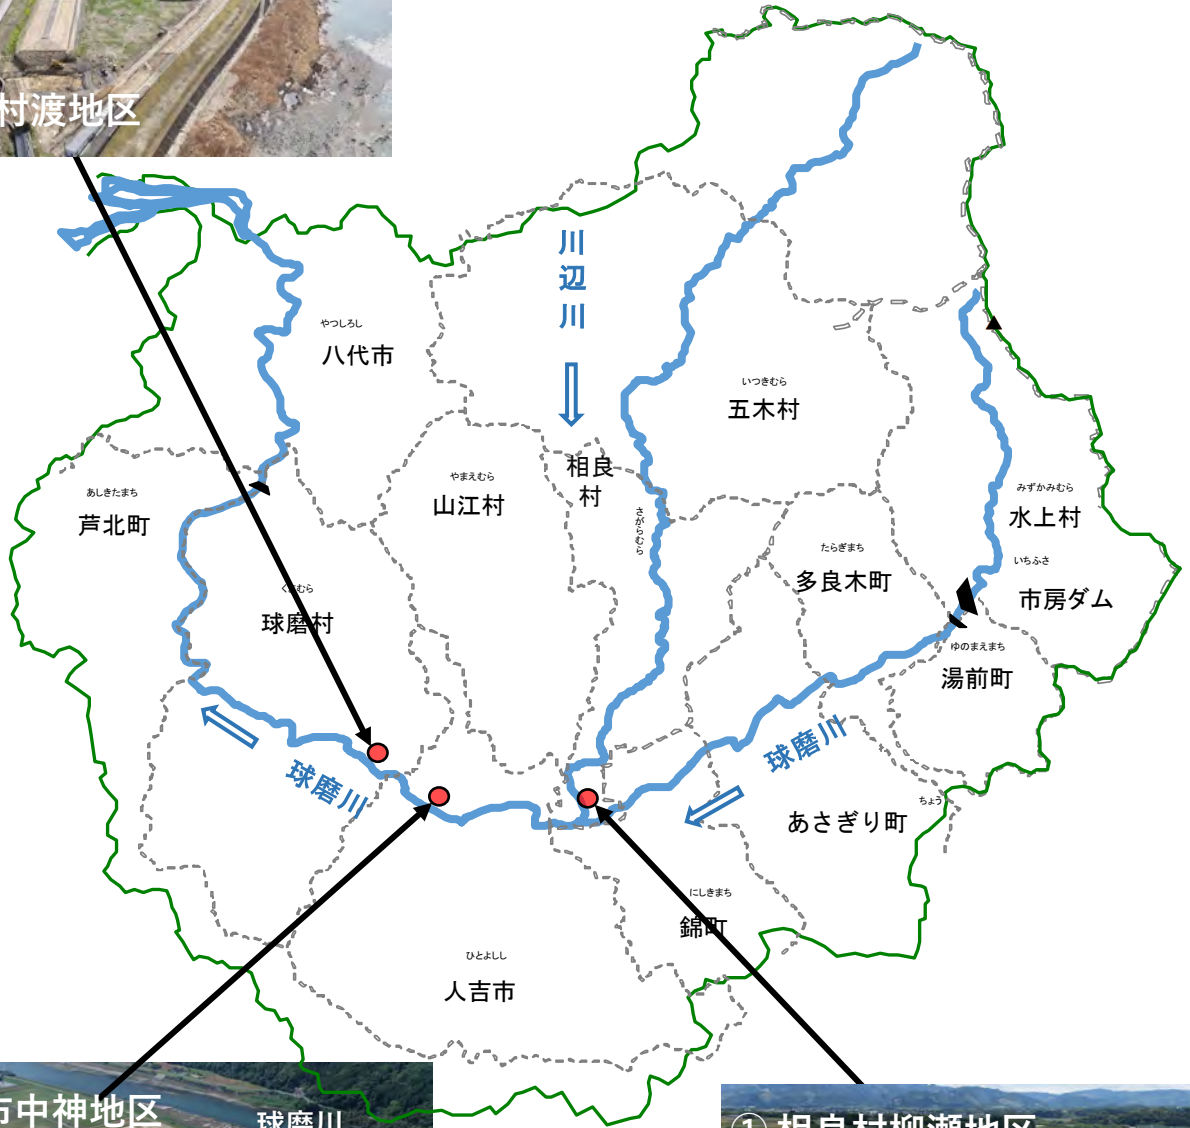 村渡地区
川辺川
やつしろし
八代市
いつきむら
五木村
あしきたまち
芦北町
やまえむら
山江村
相良
村
さがらむら
みずかみむら
水上村
いちふさ
市房ダム
たらぎまち
多良木町
ゆのまえまち
湯前町
むら
球磨村
球磨川
球磨川
ちょう
あさぎり町
にしきまち
錦町
ひとよしし
人吉市
市中神地区
球磨川
① 相良村柳瀬地区